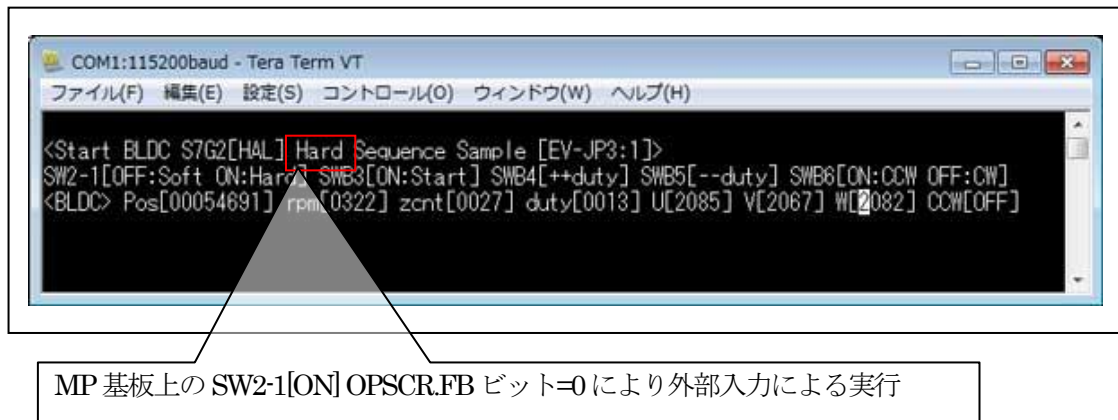 COM1:115200baud - Tera Term VT
ファイル(F) 編集(E) 設定(S) コントロール(O) ウィンドウ(W) ヘルプ(H)
<Start BLDC S7G2[HAL] Hard Sequence Sample [EV-JP3:1]>
SW2-1[OFF:Soft ON:Hard] SWB3[ON:Start] SWB4[++duty] SWB5[--duty] SWB6[ON:CCW OFF:CW]
<BLDC> Pos[00054691] rpm[0322] zcnt[0027] duty[0013] U[2085] V[2067] W[2082] CCW[OFF]
MP 基板上の SW2-1[ON] OPSCR.FB ビット=0 により外部入力による実行